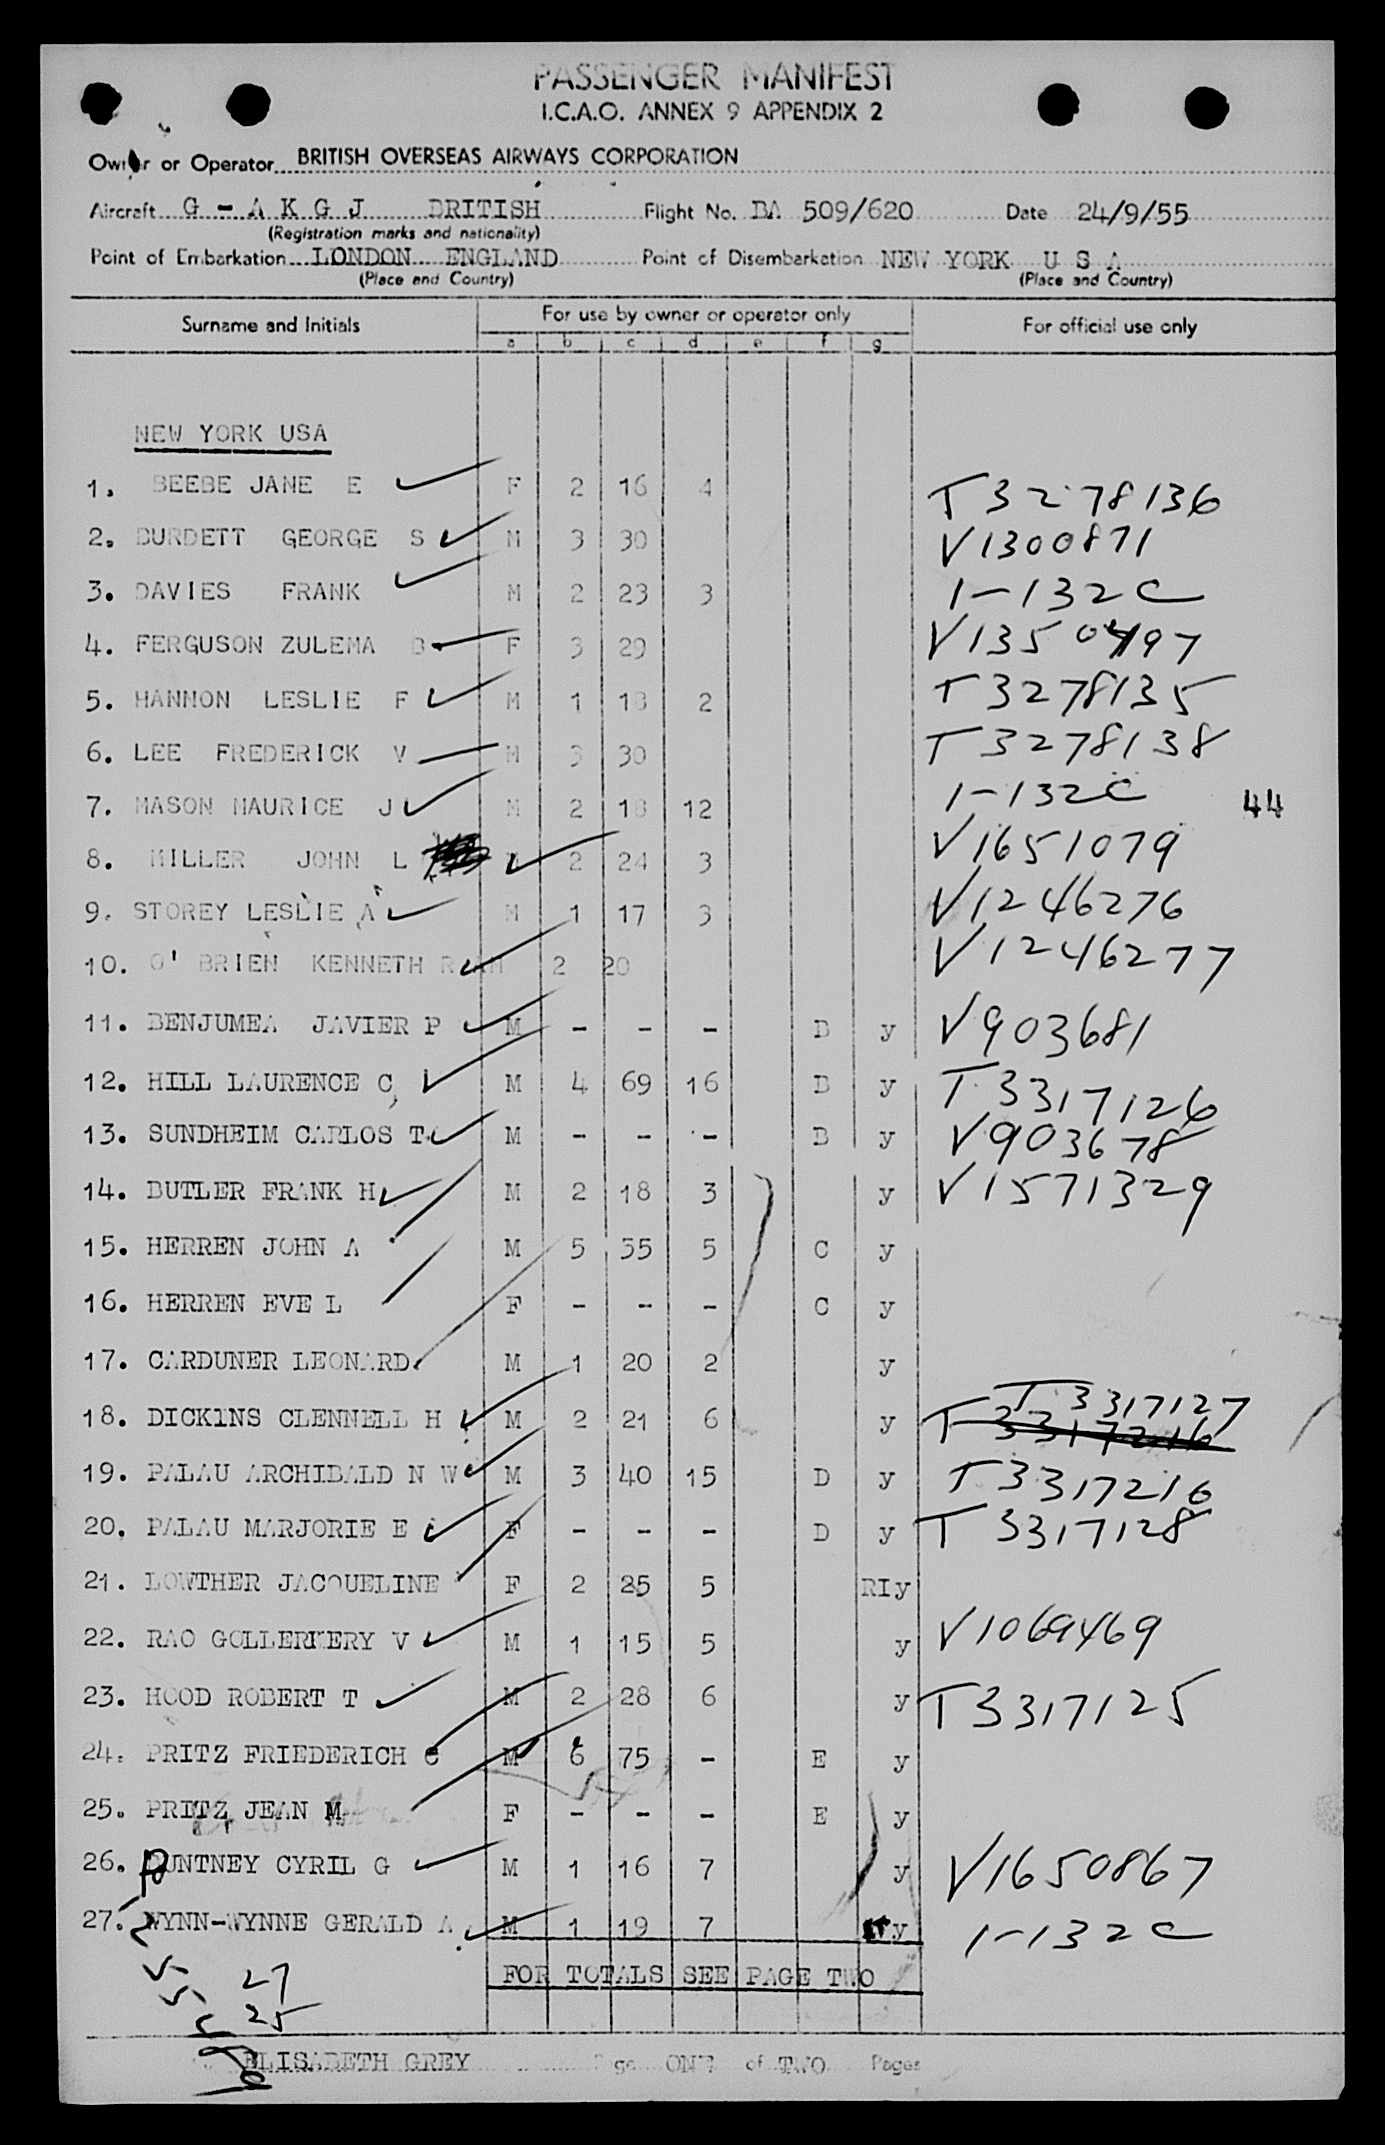 PASSENGER MANIFEST
I.C.A.O. ANNEX 9 APPENDIX 2
Owner or Operator BRITISH OVERSEAS AIRWAYS CORPORATION
Aircraft G - A K G J BRITISH Flight No. BA 509/620 Date 24/9/55
(Registration marks and nationality)
Point of Embarkation LONDON ENGLAND Point of Disembarkation NEW YORK U S A
(Place and Country) (Place and Country)
Surname and Initials For use by owner or operator only For official use only
a b c d e f g
NEW YORK USA
1. BEEBE JANE E F 2 16 4 T3278136
2. BURDETT GEORGE S M 3 30 V1300871
3. DAVIES FRANK M 2 23 3 1-132C
4. FERGUSON ZULEMA B F 3 29 V1350497
5. HANNON LESLIE F M 1 18 2 T3278135
6. LEE FREDERICK V M 3 30 T3278138
7. MASON MAURICE J M 2 18 12 1-132C 44
8. MILLER JOHN L 2 24 3 V1651079
9. STOREY LESLIE A M 1 17 3 V1246276
10. O' BRIEN KENNETH R M 2 20 V1246277
11. BENJUMEA JAVIER P M - - - B y V903681
12. HILL LAURENCE C M 4 69 16 B y T3317126
13. SUNDHEIM CARLOS T M - - - B y V903678
14. BUTLER FRANK H M 2 18 3 y V1571329
15. HERREN JOHN A M 5 55 5 C y
16. HERREN EVE L F - - - C y
17. CARDUNER LEONARD M 1 20 2 y
T3317127
18. DICKINS CLENNELL H M 2 21 6 y T3317216
19. PALAU ARCHIBALD N W M 3 40 15 D y T3317216
20. PALAU MARJORIE E F - - - D y T3317128
21. LOWTHER JACQUELINE F 2 25 5 RIy
22. RAO GOLLERKERY V M 1 15 5 y V1069469
23. HOOD ROBERT T M 2 28 6 y T3317125
24. PRITZ FRIEDERICH C M 6 75 - E y
25. PRITZ JEAN M F - - - E y
26. PUNTNEY CYRIL G M 1 16 7 y V1650867
27. WYNN-WYNNE GERALD A M 1 19 7 y 1-132C
27
25
FOR TOTALS SEE PAGE TWO
ELISABETH GREY Page ONE of TWO Pages